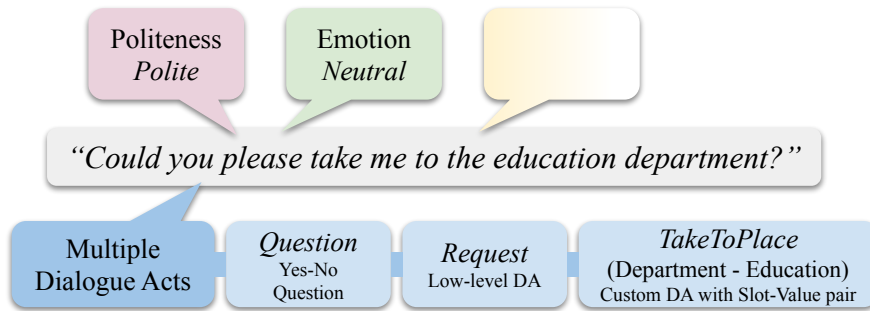 Politeness
Polite
Emotion
Neutral
“Could you please take me to the education department?”
Multiple
Dialogue Acts
Question
Yes-No
Question
Request
Low-level DA
TakeToPlace
(Department - Education)
Custom DA with Slot-Value pair